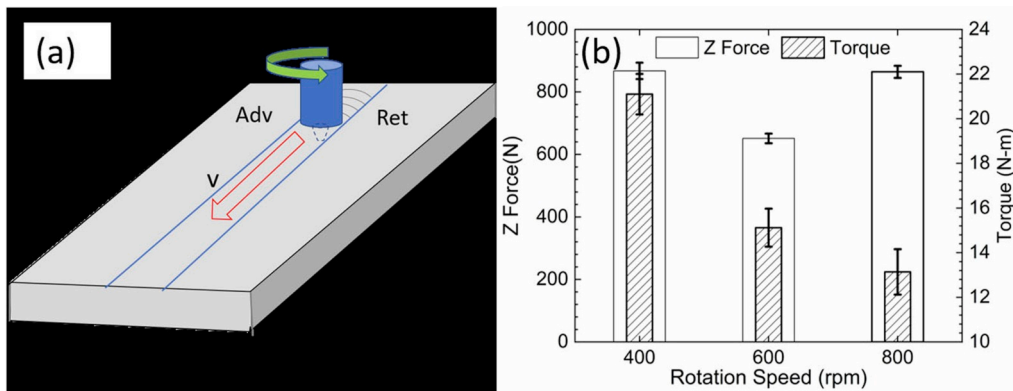 (a)
Adv
Ret
v
(b)
Z Force
Torque
Z Force(N)
1000
800
600
400
200
0
24
22
20
18
16
14
12
10
Torque (N-m)
400
600
800
Rotation Speed (rpm)